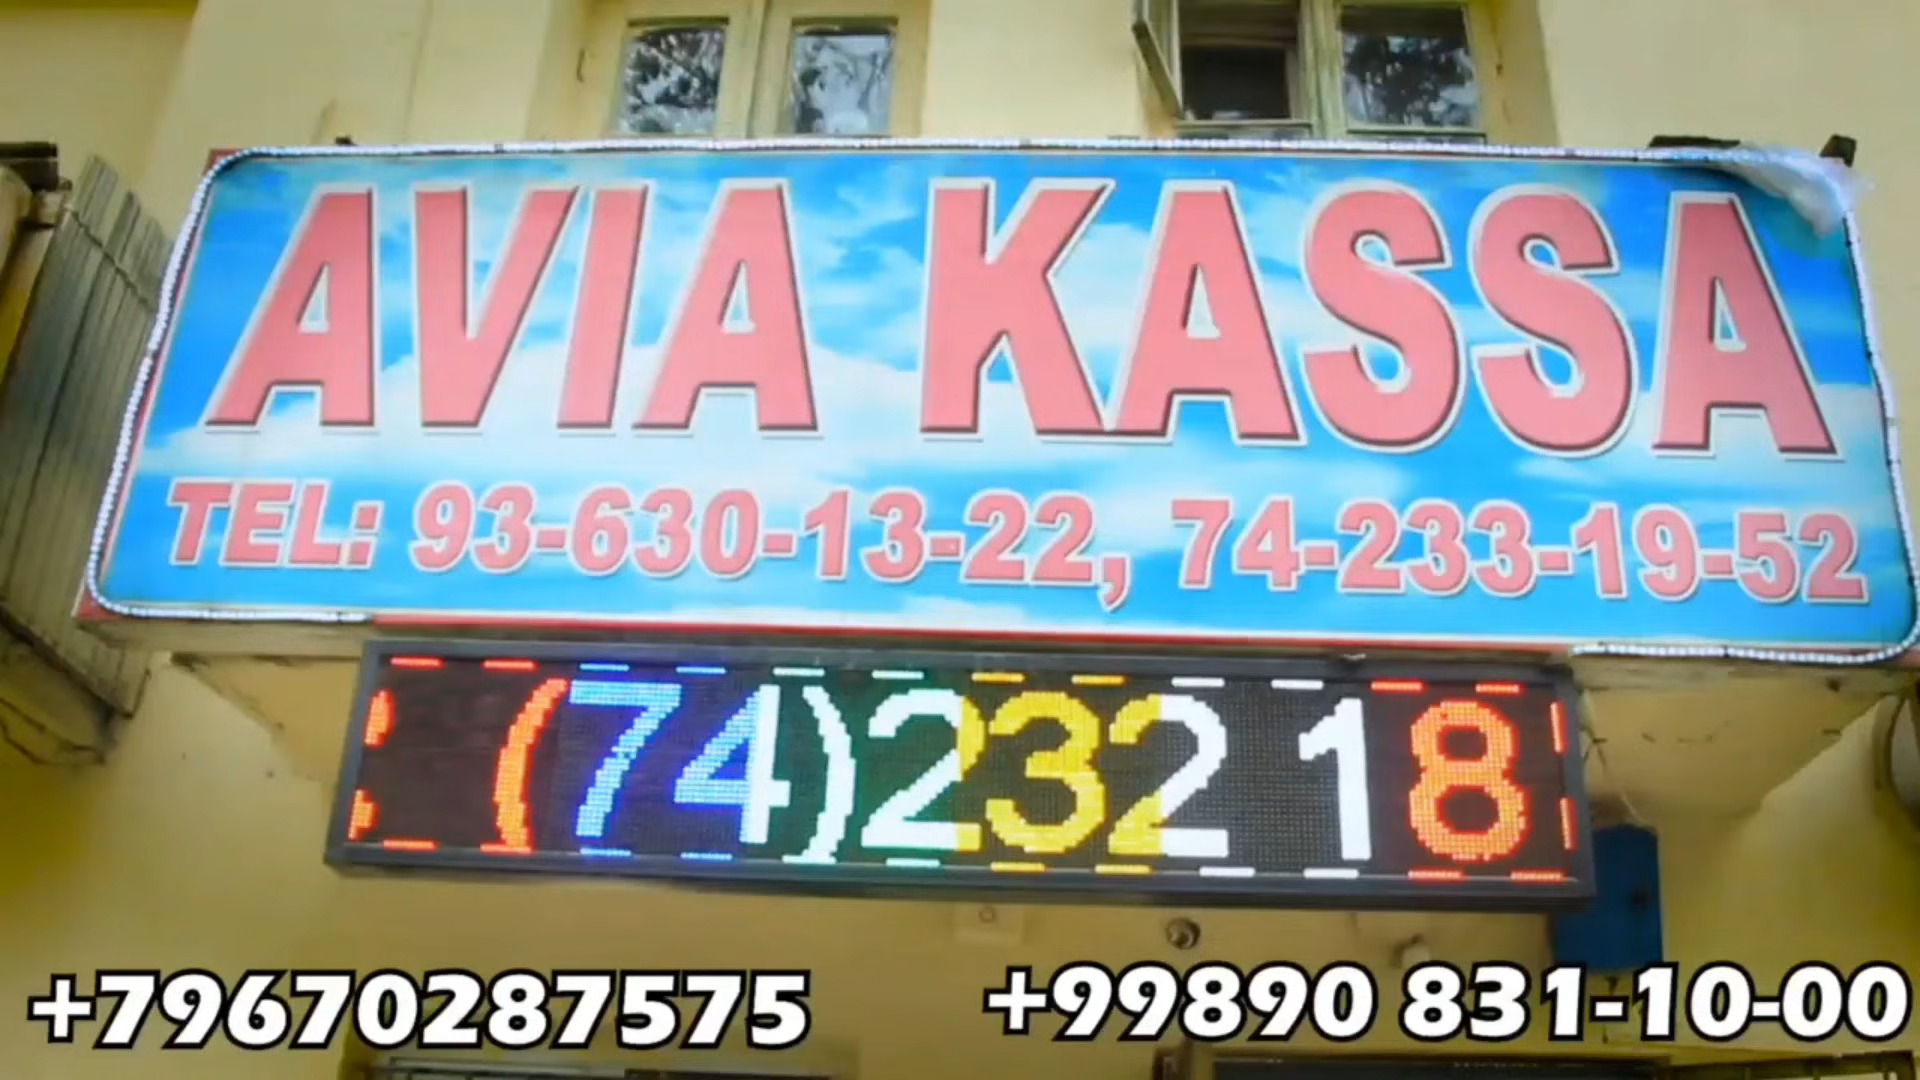 AVIA KASSA
TEL: 93-630-13-22, 74-233-19-52
: (74)232 18
+79670287575 +99890 831-10-00